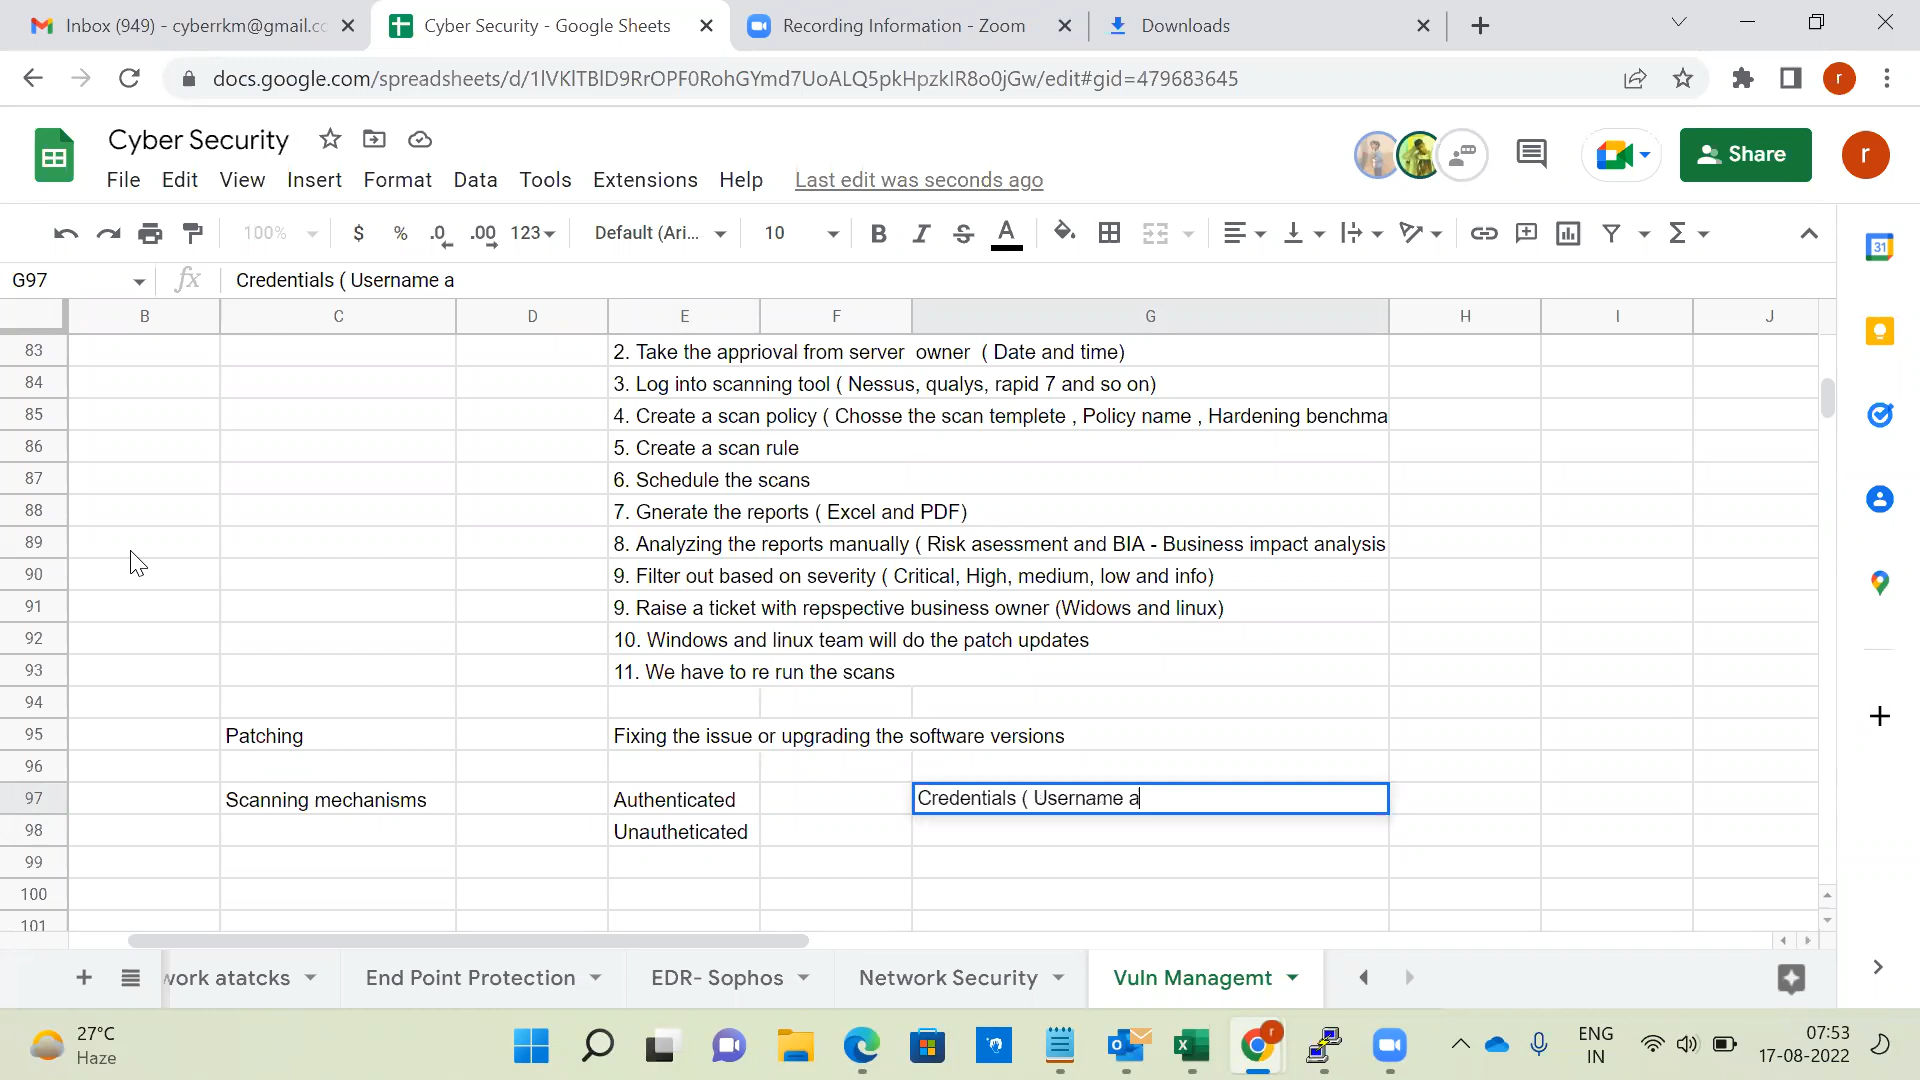 Inbox (949) - cyberrkm@gmail.cc
Cyber Security - Google Sheets
Recording Information - Zoom
Downloads
docs.google.com/spreadsheets/d/1lVKlTBlD9RrOPF0RohGYmd7UoALQ5pkHpzkIR8o0jGw/edit#gid=479683645
r
Cyber Security
Share
r
File Edit View Insert Format Data Tools Extensions Help Last edit was seconds ago
100% $ % .0 .00 123 Default (Ari... 10 B I S A
31
G97 fx Credentials ( Username a
B C D E F G H I J
83 2. Take the apprioval from server owner ( Date and time)
84 3. Log into scanning tool ( Nessus, qualys, rapid 7 and so on)
85 4. Create a scan policy ( Chosse the scan templete , Policy name , Hardening benchma
86 5. Create a scan rule
87 6. Schedule the scans
88 7. Gnerate the reports ( Excel and PDF)
89 8. Analyzing the reports manually ( Risk asessment and BIA - Business impact analysis
90 9. Filter out based on severity ( Critical, High, medium, low and info)
91 9. Raise a ticket with repspective business owner (Widows and linux)
92 10. Windows and linux team will do the patch updates
93 11. We have to re run the scans
94
95 Patching Fixing the issue or upgrading the software versions
96
97 Scanning mechanisms Authenticated Credentials ( Username a
98 Unautheticated
99
100
101
work atatcks End Point Protection EDR- Sophos Network Security Vuln Managemt
27°C
Haze
r
ENG
IN
07:53
17-08-2022